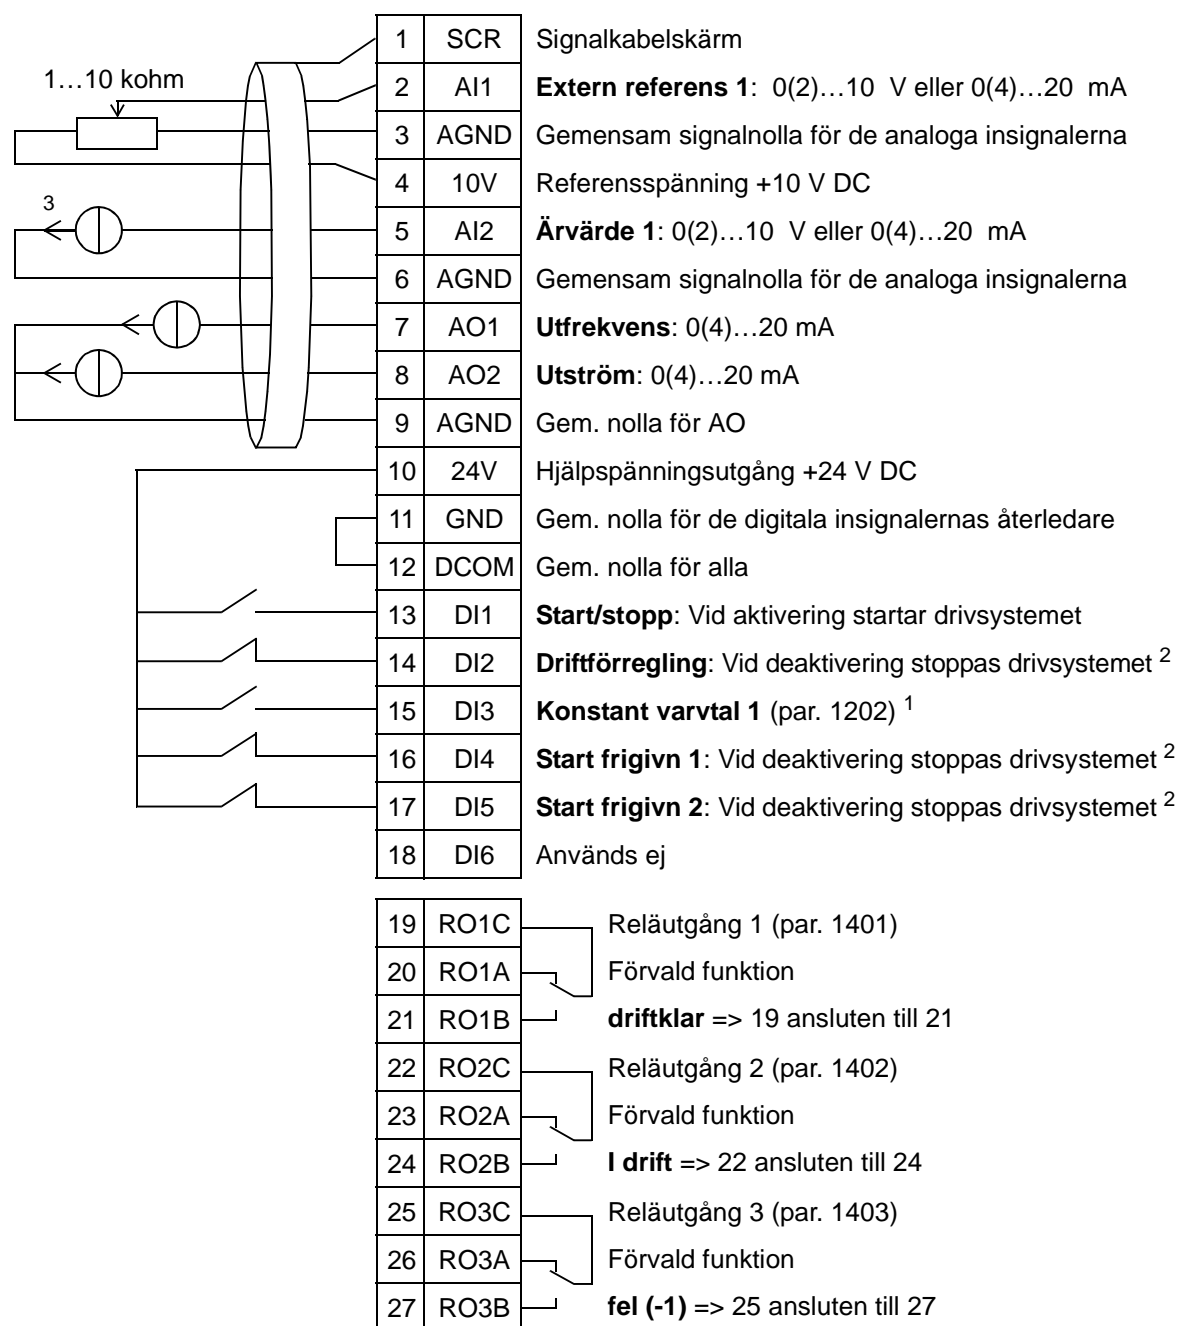 1 SCR Signalkabelskärm
1…10 kohm
2 AI1 Extern referens 1: 0(2)…10 V eller 0(4)…20 mA
3 AGND Gemensam signalnolla för de analoga insignalerna
4 10V Referensspänning +10 V DC
3
5 AI2 Ärvärde 1: 0(2)…10 V eller 0(4)…20 mA
6 AGND Gemensam signalnolla för de analoga insignalerna
7 AO1 Utfrekvens: 0(4)…20 mA
8 AO2 Utström: 0(4)…20 mA
9 AGND Gem. nolla för AO
10 24V Hjälpspänningsutgång +24 V DC
11 GND Gem. nolla för de digitala insignalernas återledare
12 DCOM Gem. nolla för alla
13 DI1 Start/stopp: Vid aktivering startar drivsystemet
14 DI2 Driftförregling: Vid deaktivering stoppas drivsystemet 2
15 DI3 Konstant varvtal 1 (par. 1202) 1
16 DI4 Start frigivn 1: Vid deaktivering stoppas drivsystemet 2
17 DI5 Start frigivn 2: Vid deaktivering stoppas drivsystemet 2
18 DI6 Används ej
19 RO1C Reläutgång 1 (par. 1401)
20 RO1A Förvald funktion
21 RO1B driftklar => 19 ansluten till 21
22 RO2C Reläutgång 2 (par. 1402)
23 RO2A Förvald funktion
24 RO2B I drift => 22 ansluten till 24
25 RO3C Reläutgång 3 (par. 1403)
26 RO3A Förvald funktion
27 RO3B fel (-1) => 25 ansluten till 27